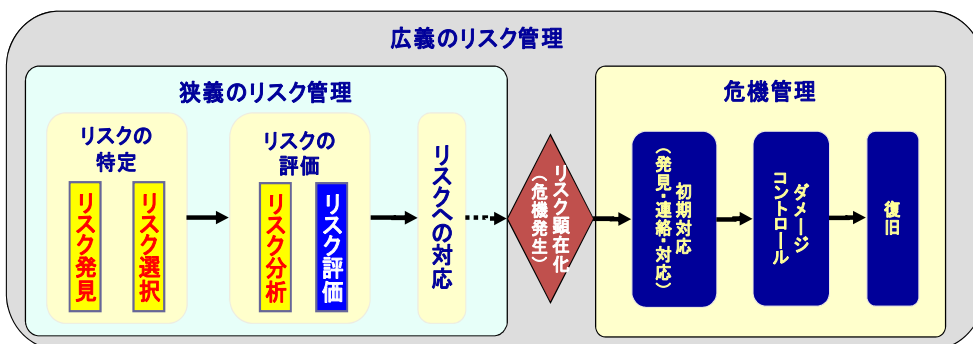 広義のリスク管理
狭義のリスク管理
リスクの
特定
リスク発見
リスク選択
リスクの
評価
リスク分析
リスク評価
リスクへの対応
リスク顕在化
（危機発生）
危機管理
初期対応
（発見・連絡・対応）
ダメージ
コントロール
復旧